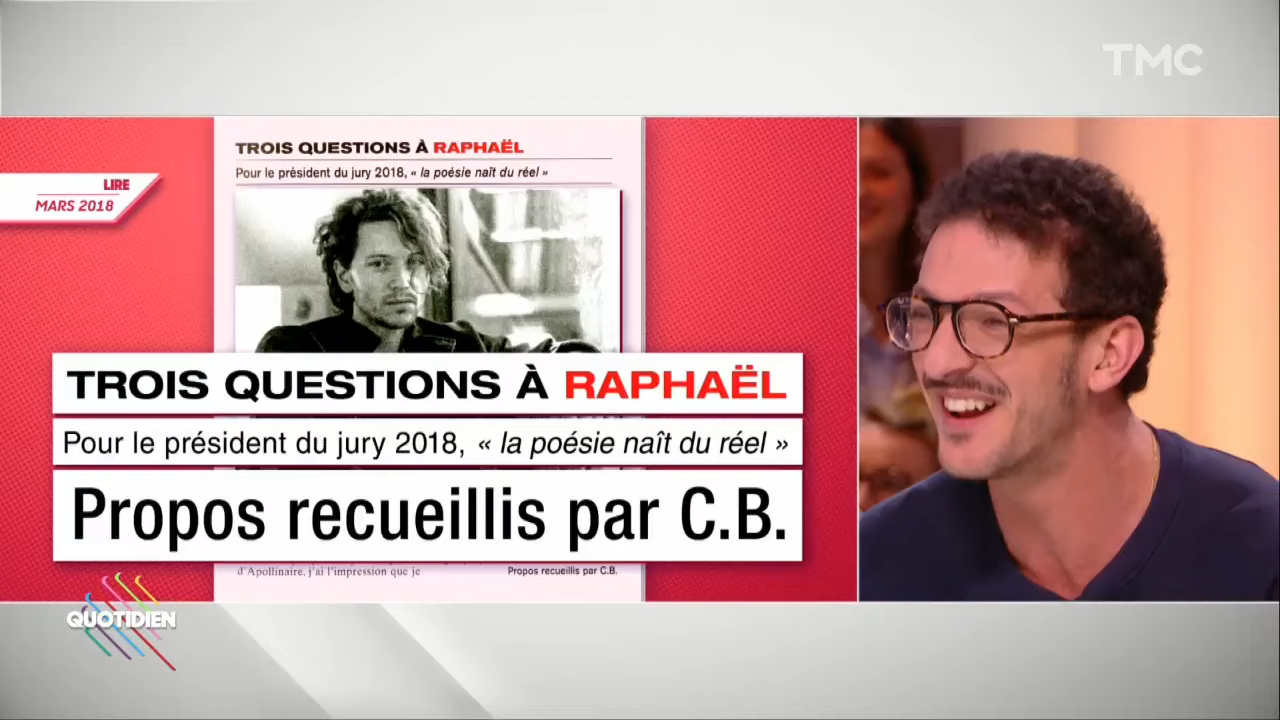 TMC
TROIS QUESTIONS À RAPHAËL
Pour le président du jury 2018, « la poésie naît du réel »
LIRE
MARS 2018
TROIS QUESTIONS À RAPHAËL
Pour le président du jury 2018, « la poésie naît du réel »
Propos recueillis par C.B.
d'Apollinaire, j'ai l'impression que je
Propos recueillis par C.B.
QUOTIDIEN